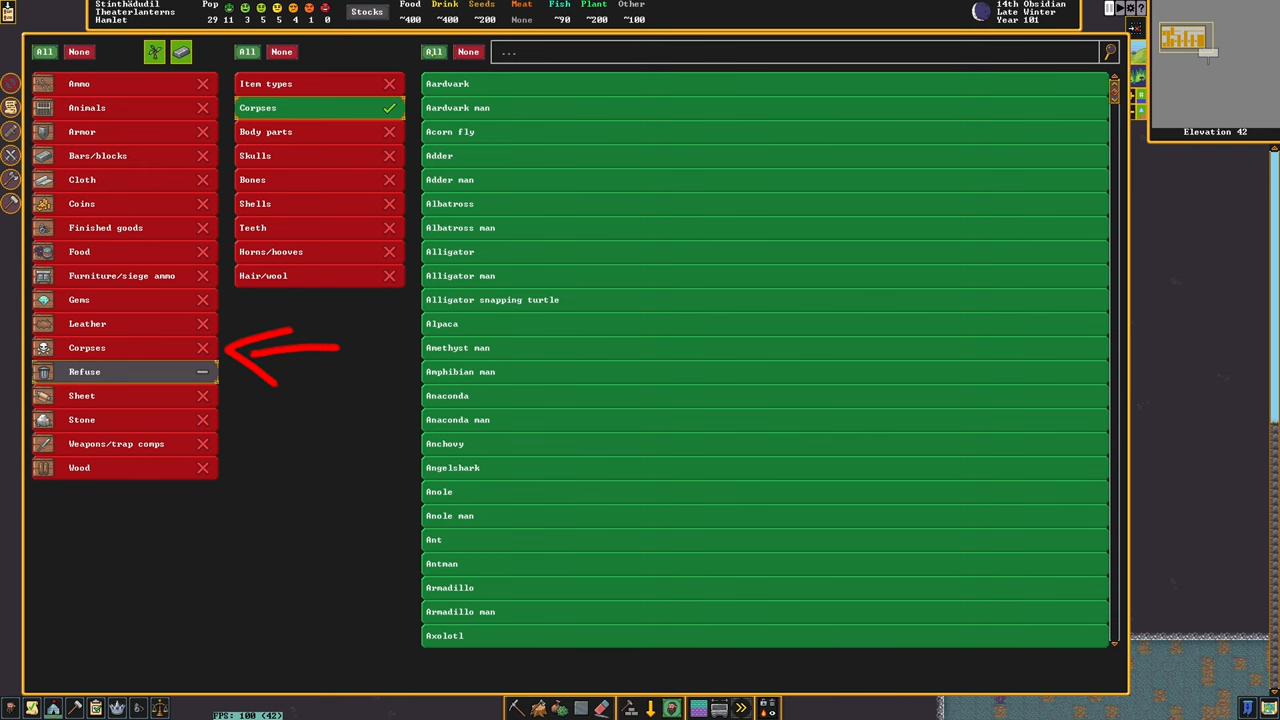 Sinthâdudil
Theaterlanterns
Hamlet
Pop
29 11 3 5 5 4 1 0
Stocks
Food Drink Seeds Meat Fish Plant Other
~400 ~400 ~200 None ~90 ~200 ~100
14th Obsidian
Late Winter
Year 101
Elevation 42
All None
All None
All None
...
Ammo
Animals
Armor
Bars/blocks
Cloth
Coins
Finished goods
Food
Furniture/siege ammo
Gems
Leather
Corpses
Refuse
Sheet
Stone
Weapons/trap comps
Wood
Item types
Corpses
Body parts
Skulls
Bones
Shells
Teeth
Horns/hooves
Hair/wool
Aardvark
Aardvark man
Acorn fly
Adder
Adder man
Albatross
Albatross man
Alligator
Alligator man
Alligator snapping turtle
Alpaca
Amethyst man
Amphibian man
Anaconda
Anaconda man
Anchovy
Angelshark
Anole
Anole man
Ant
Antman
Armadillo
Armadillo man
Axolotl
FPS: 100 (42)